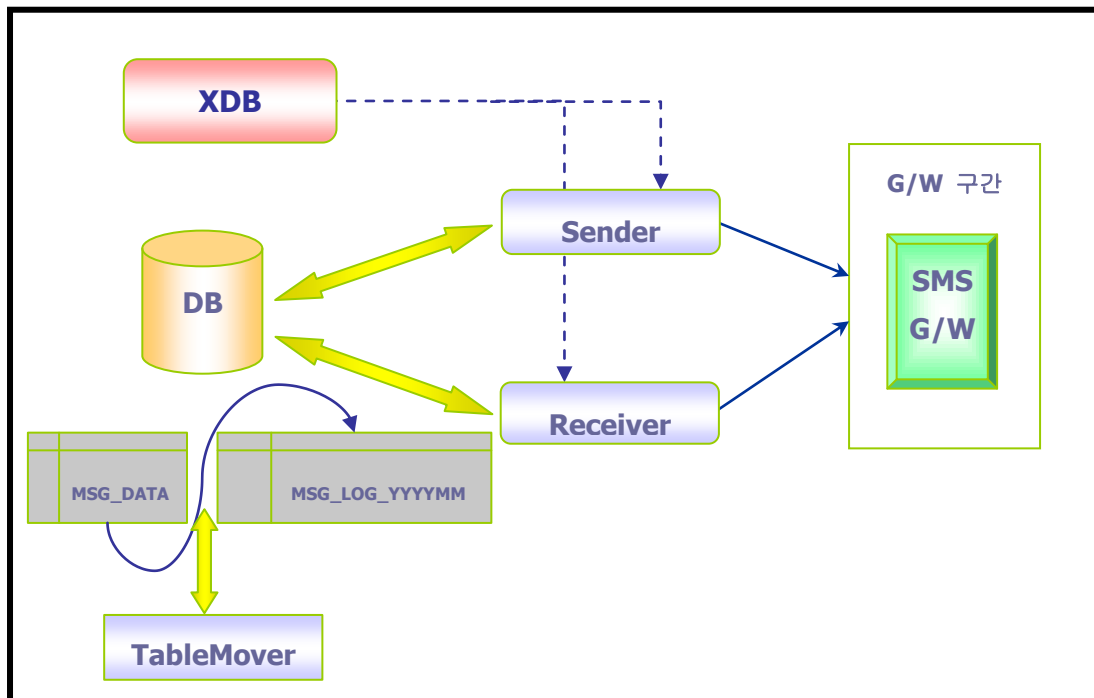 XDB
G/W 구간
Sender
SMS
G/W
DB
Receiver
MSG_DATA
MSG_LOG_YYYYMM
TableMover